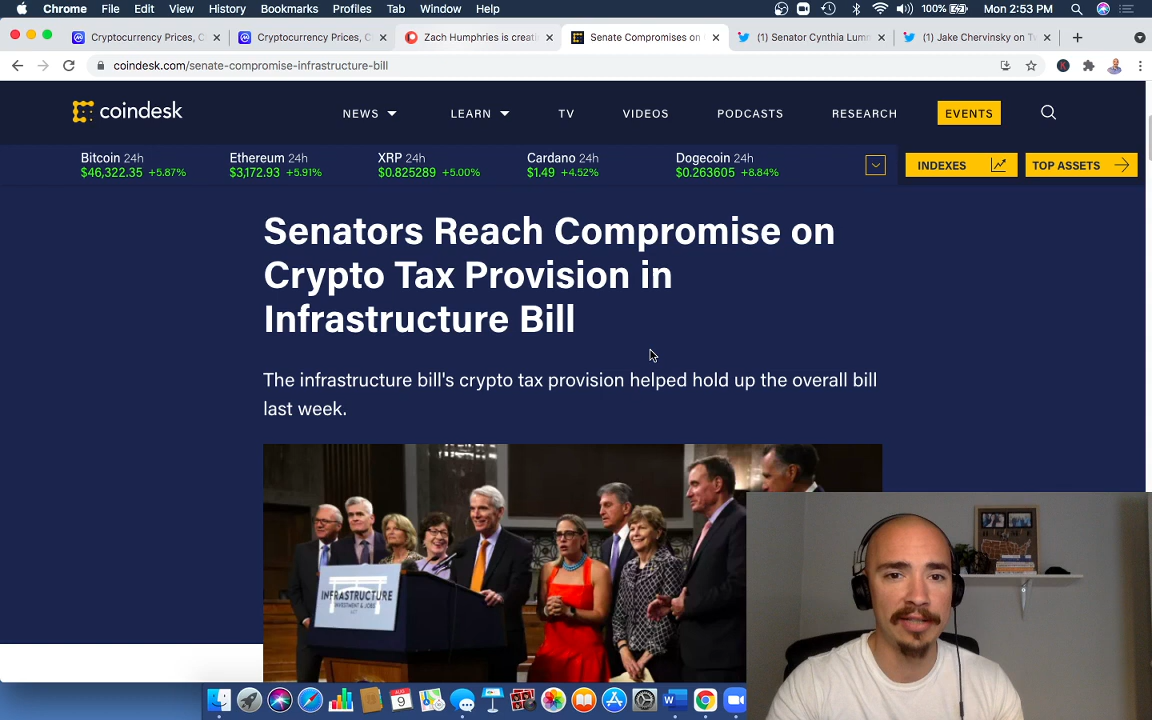 Chrome File Edit View History Bookmarks Profiles Tab Window Help 100% Mon 2:53 PM
Cryptocurrency Prices, C Cryptocurrency Prices, C Zach Humphries is creati Senate Compromises on (1) Senator Cynthia Lum (1) Jake Chervinsky on Tw
coindesk.com/senate-compromise-infrastructure-bill
coindesk NEWS LEARN TV VIDEOS PODCASTS RESEARCH EVENTS
Bitcoin 24h Ethereum 24h XRP 24h Cardano 24h Dogecoin 24h
$46,322.35 +5.87% $3,172.93 +5.91% $0.825289 +5.00% $1.49 +4.52% $0.263605 +8.84%
INDEXES TOP ASSETS
Senators Reach Compromise on
Crypto Tax Provision in
Infrastructure Bill
The infrastructure bill's crypto tax provision helped hold up the overall bill
last week.
INFRASTRUCTURE
INVESTMENT & JOBS
ACT
9